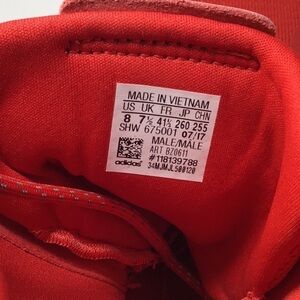 MADE IN VIETNAM
US UK FR JP CHN
8 7½ 41⅓ 260 255
SHW 675001 07/17
MALE/MALE
ART BZ0611
#118139788
adidas 34MJMJL500120